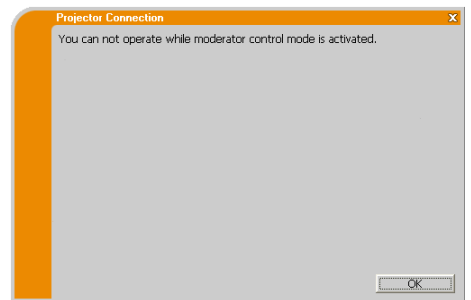 Projector Connection
You can not operate while moderator control mode is activated.
OK